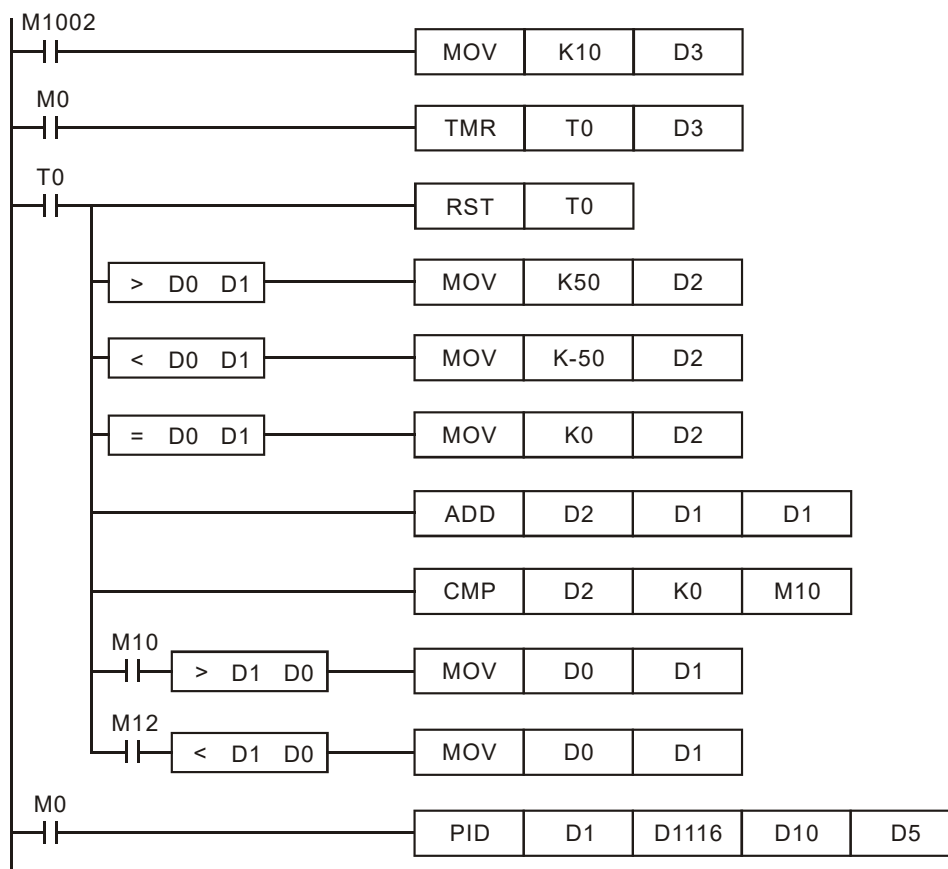 M1002
MOV K10 D3
M0
TMR T0 D3
T0
RST T0
> D0 D1 MOV K50 D2
< D0 D1 MOV K-50 D2
= D0 D1 MOV K0 D2
ADD D2 D1 D1
CMP D2 K0 M10
M10
> D1 D0 MOV D0 D1
M12
< D1 D0 MOV D0 D1
M0
PID D1 D1116 D10 D5